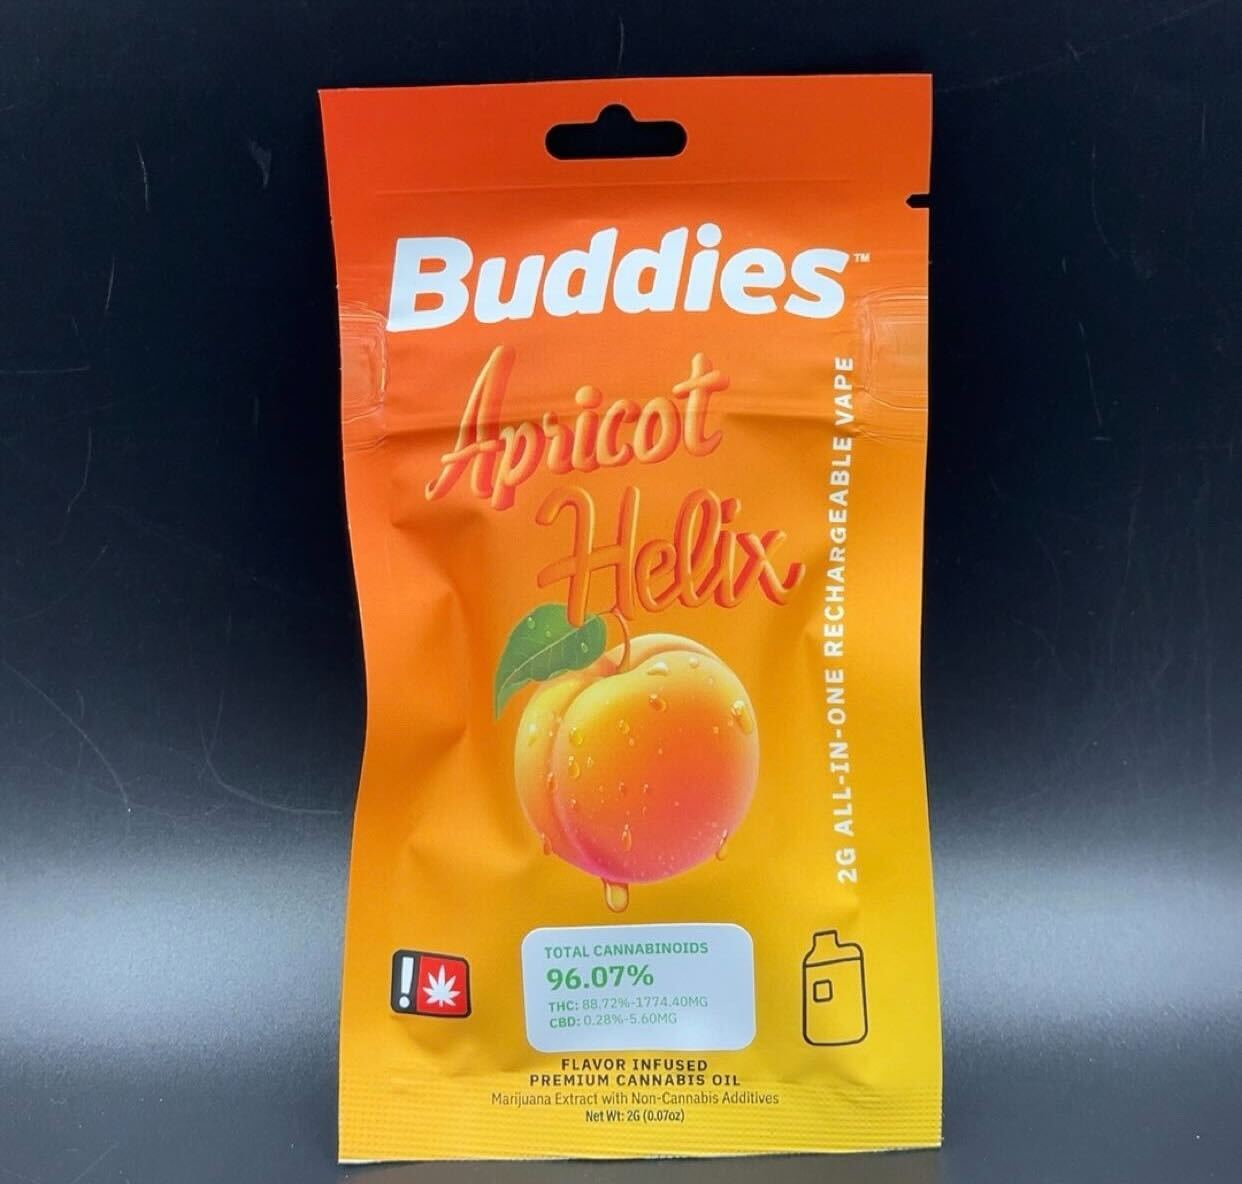 Buddies™
Apricot
Helix
2G ALL-IN-ONE RECHARGEABLE VAPE
TOTAL CANNABINOIDS
96.07%
THC: 88.72%-1774.40MG
CBD: 0.28%-5.60MG
FLAVOR INFUSED
PREMIUM CANNABIS OIL
Marijuana Extract with Non-Cannabis Additives
Net Wt: 2G (0.07oz)